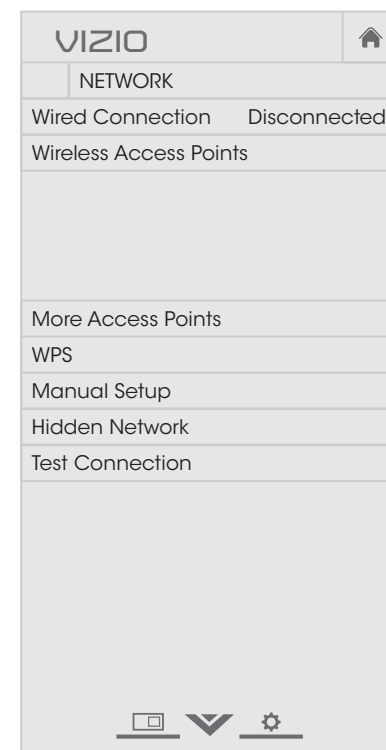 VIZIO
NETWORK
Wired Connection Disconnected
Wireless Access Points
More Access Points
WPS
Manual Setup
Hidden Network
Test Connection